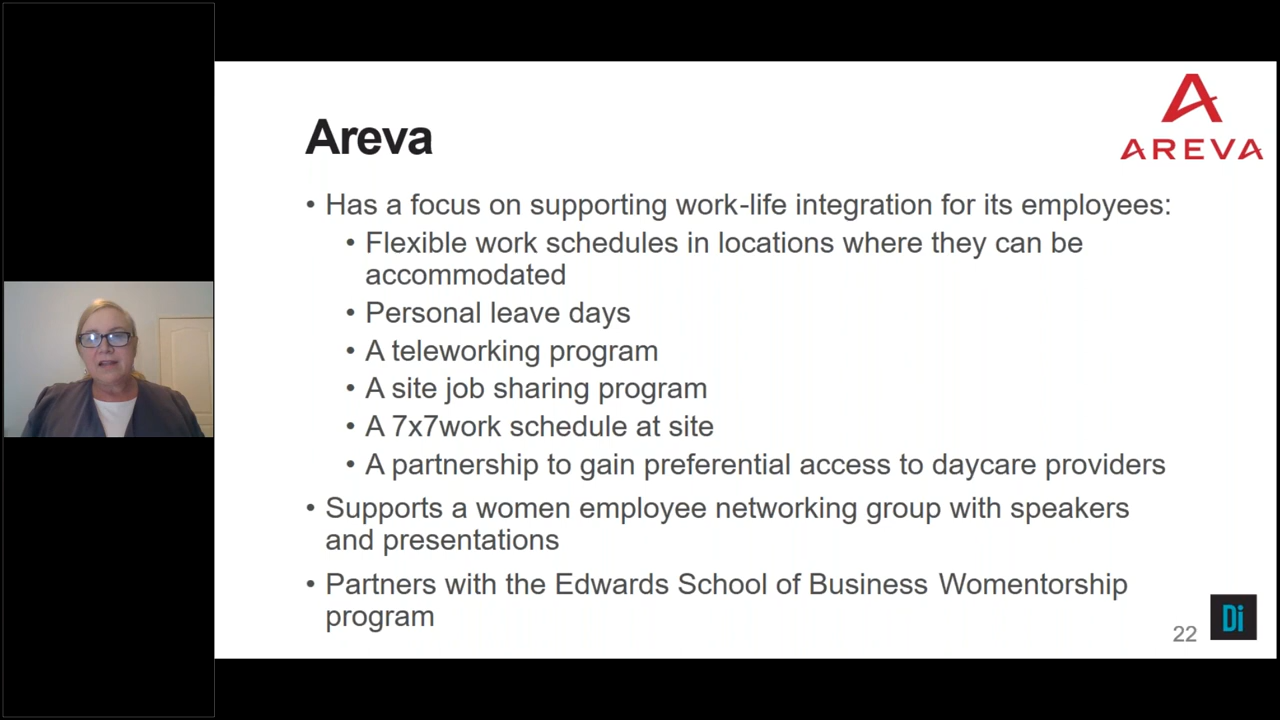 Areva
AREVA
• Has a focus on supporting work-life integration for its employees:
• Flexible work schedules in locations where they can be
accommodated
• Personal leave days
• A teleworking program
• A site job sharing program
• A 7x7work schedule at site
• A partnership to gain preferential access to daycare providers
• Supports a women employee networking group with speakers
and presentations
• Partners with the Edwards School of Business Womentorship
program
22
Di